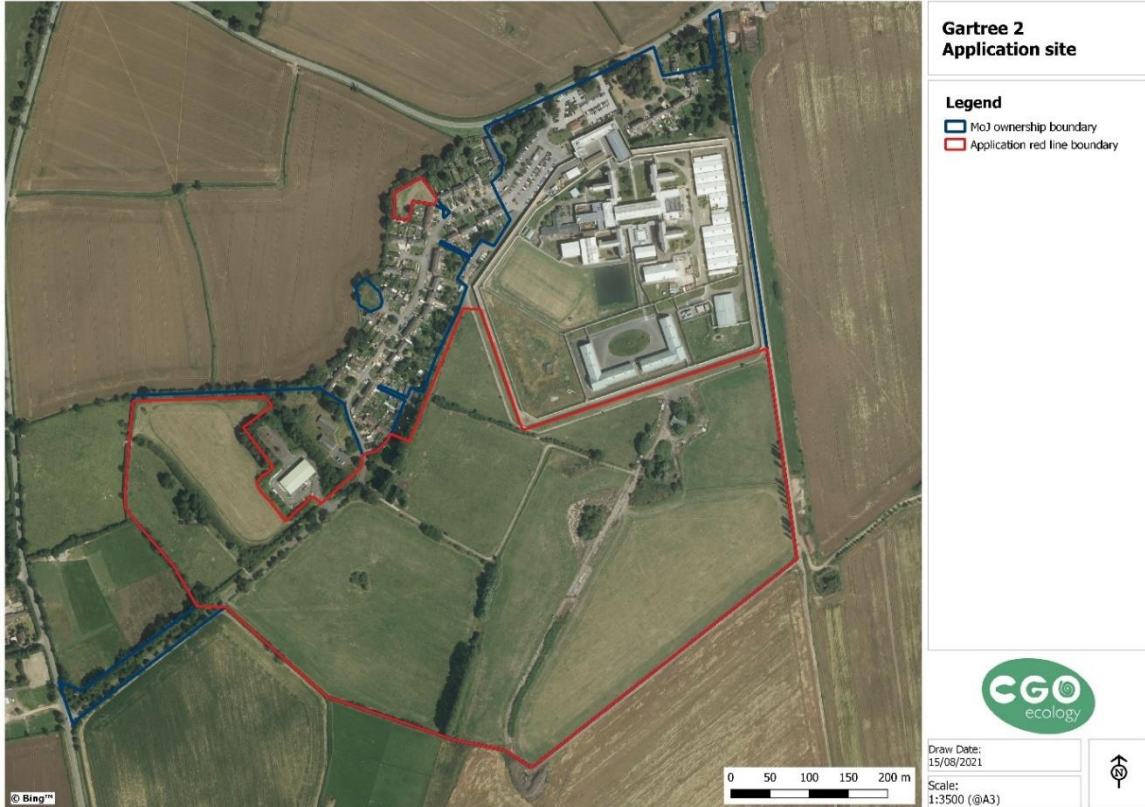 Gartree 2
Application site
Legend
MoJ ownership boundary
Application red line boundary
CGO
ecology
Draw Date:
15/08/2021
Scale:
1:3500 (@A3)
N
0 50 100 150 200 m
© Bing™